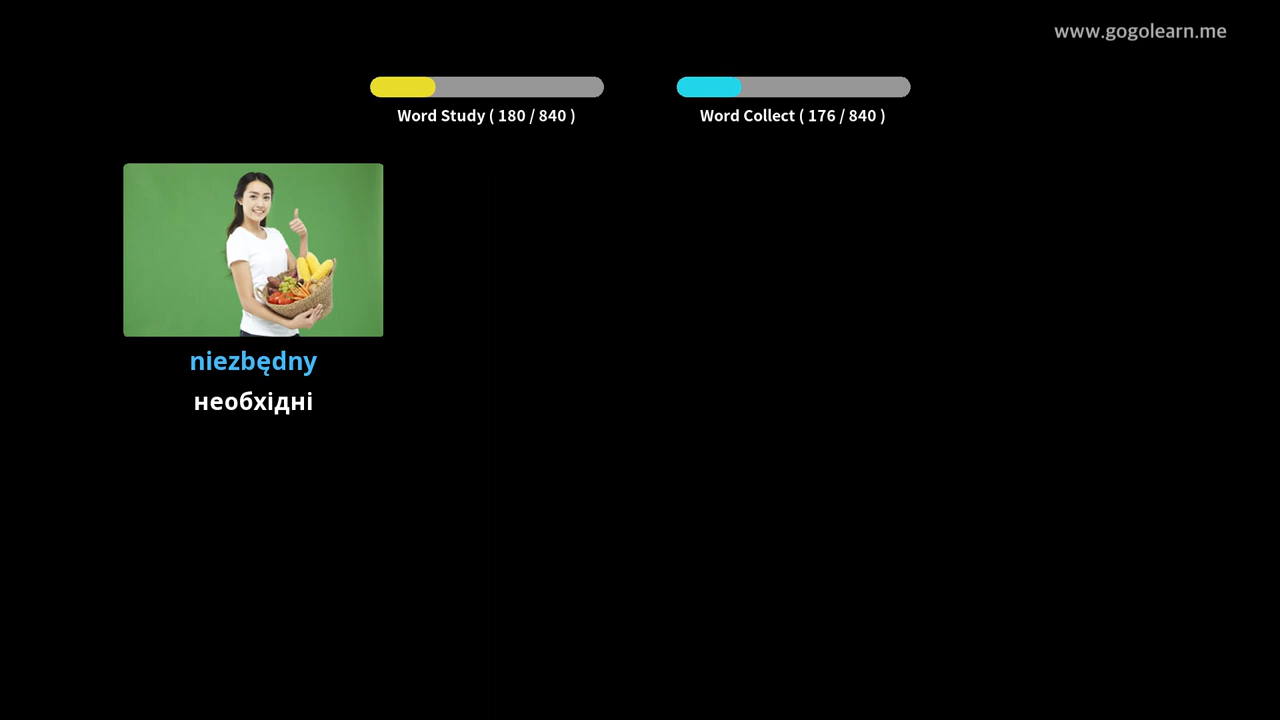 www.gogolearn.me
Word Study ( 180 / 840 )
Word Collect ( 176 / 840 )
niezbędny
необхідні